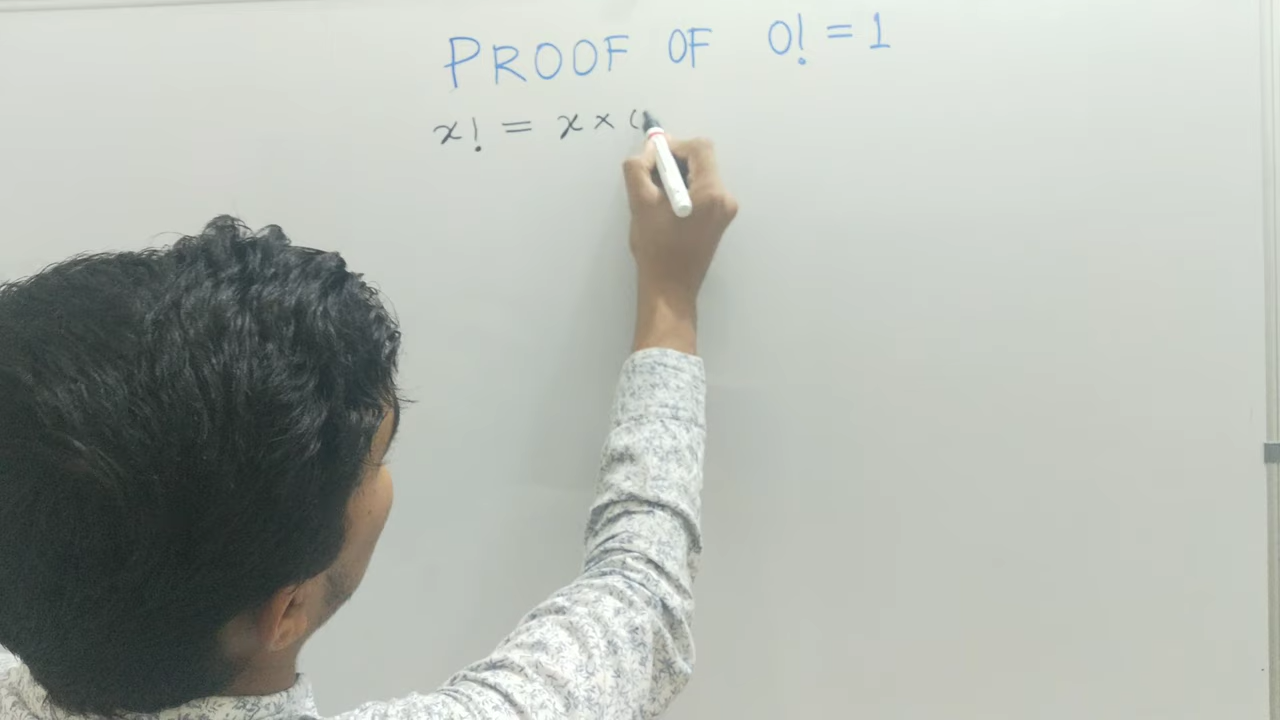 PROOF OF 0! = 1
x! = x × (